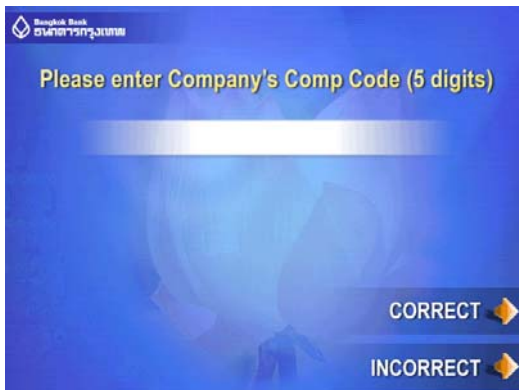 Bangkok Bank
ธนาคารกรุงเทพ
Please enter Company's Comp Code (5 digits)
CORRECT
INCORRECT